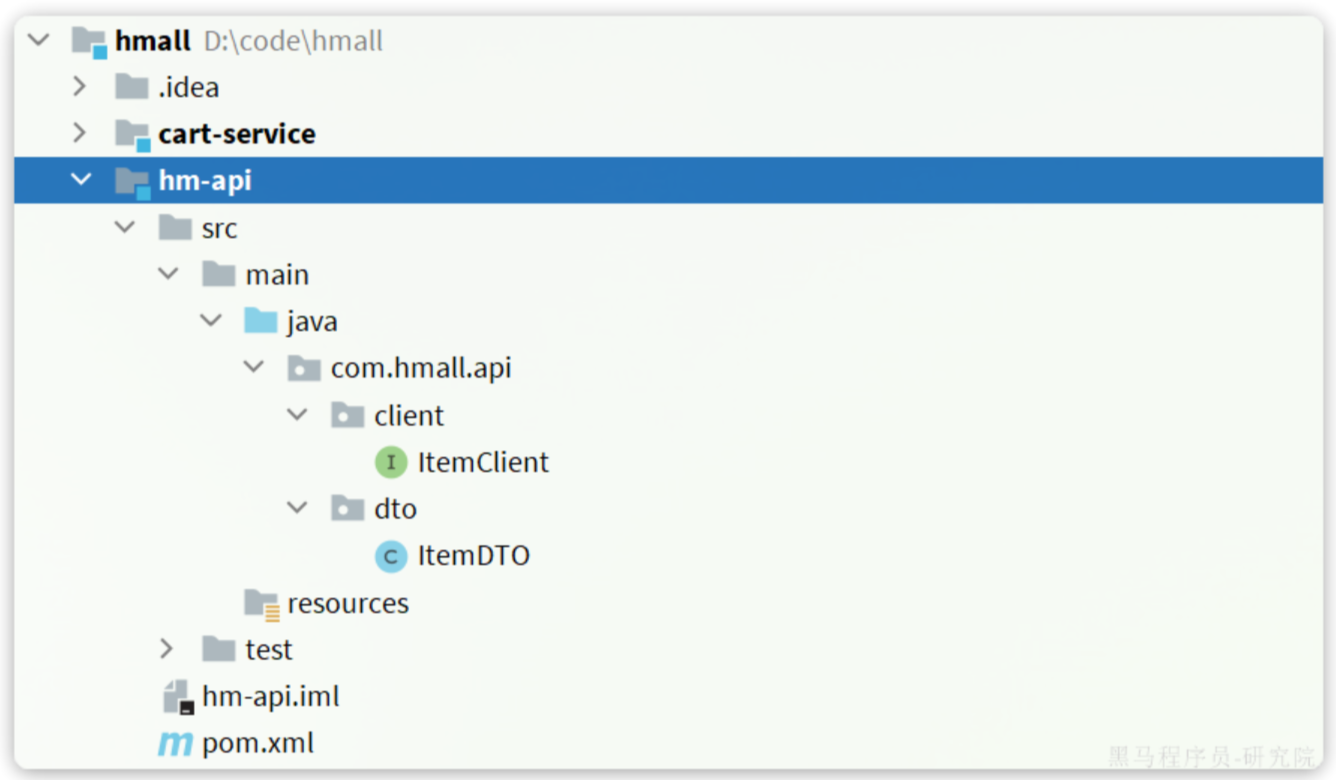 hmall D:\code\hmall
.idea
cart-service
hm-api
src
main
java
com.hmall.api
client
I ItemClient
dto
C ItemDTO
resources
test
hm-api.iml
m pom.xml
黑马程序员-研究院